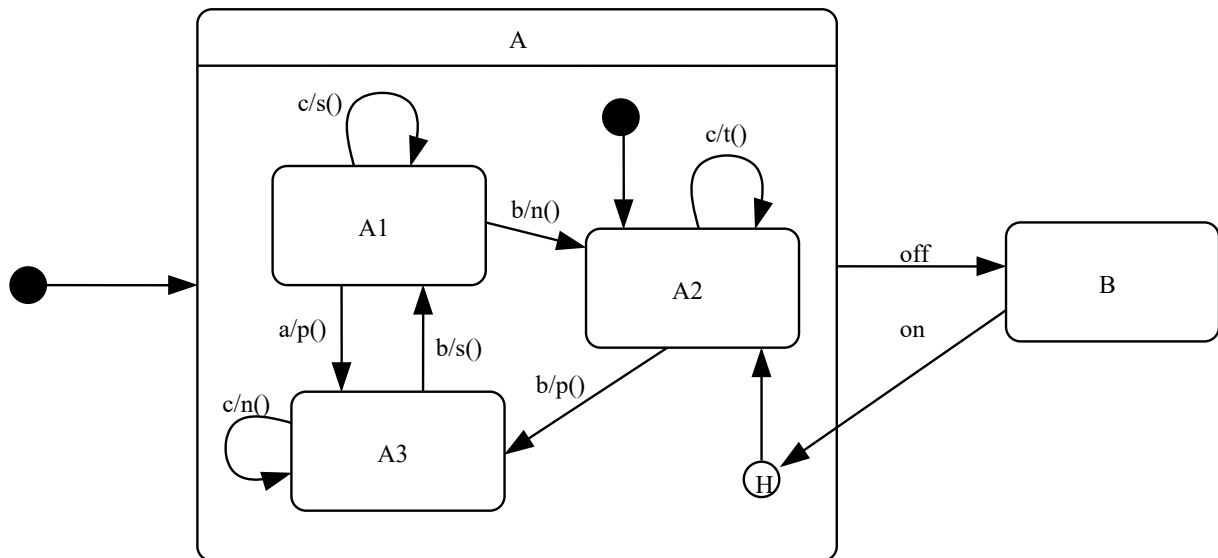 A
c/s()
c/t()
b/n()
A1
off
A2
B
a/p()
on
b/s()
b/p()
c/n()
A3
H